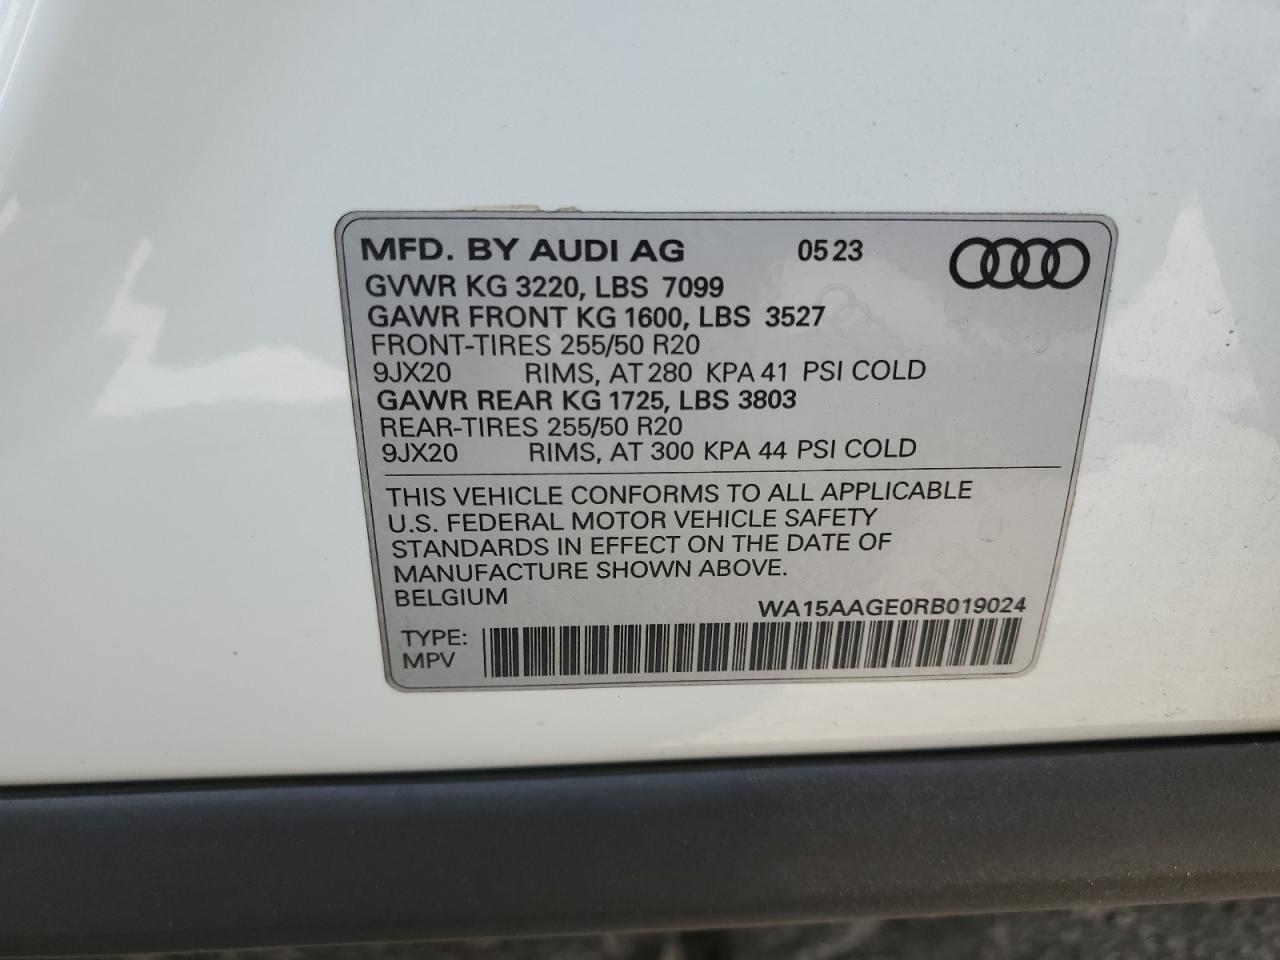 MFD. BY AUDI AG 05 23
GVWR KG 3220, LBS 7099
GAWR FRONT KG 1600, LBS 3527
FRONT-TIRES 255/50 R20
9JX20 RIMS, AT 280 KPA 41 PSI COLD
GAWR REAR KG 1725, LBS 3803
REAR-TIRES 255/50 R20
9JX20 RIMS, AT 300 KPA 44 PSI COLD
THIS VEHICLE CONFORMS TO ALL APPLICABLE
U.S. FEDERAL MOTOR VEHICLE SAFETY
STANDARDS IN EFFECT ON THE DATE OF
MANUFACTURE SHOWN ABOVE.
BELGIUM
WA15AAGE0RB019024
TYPE:
MPV